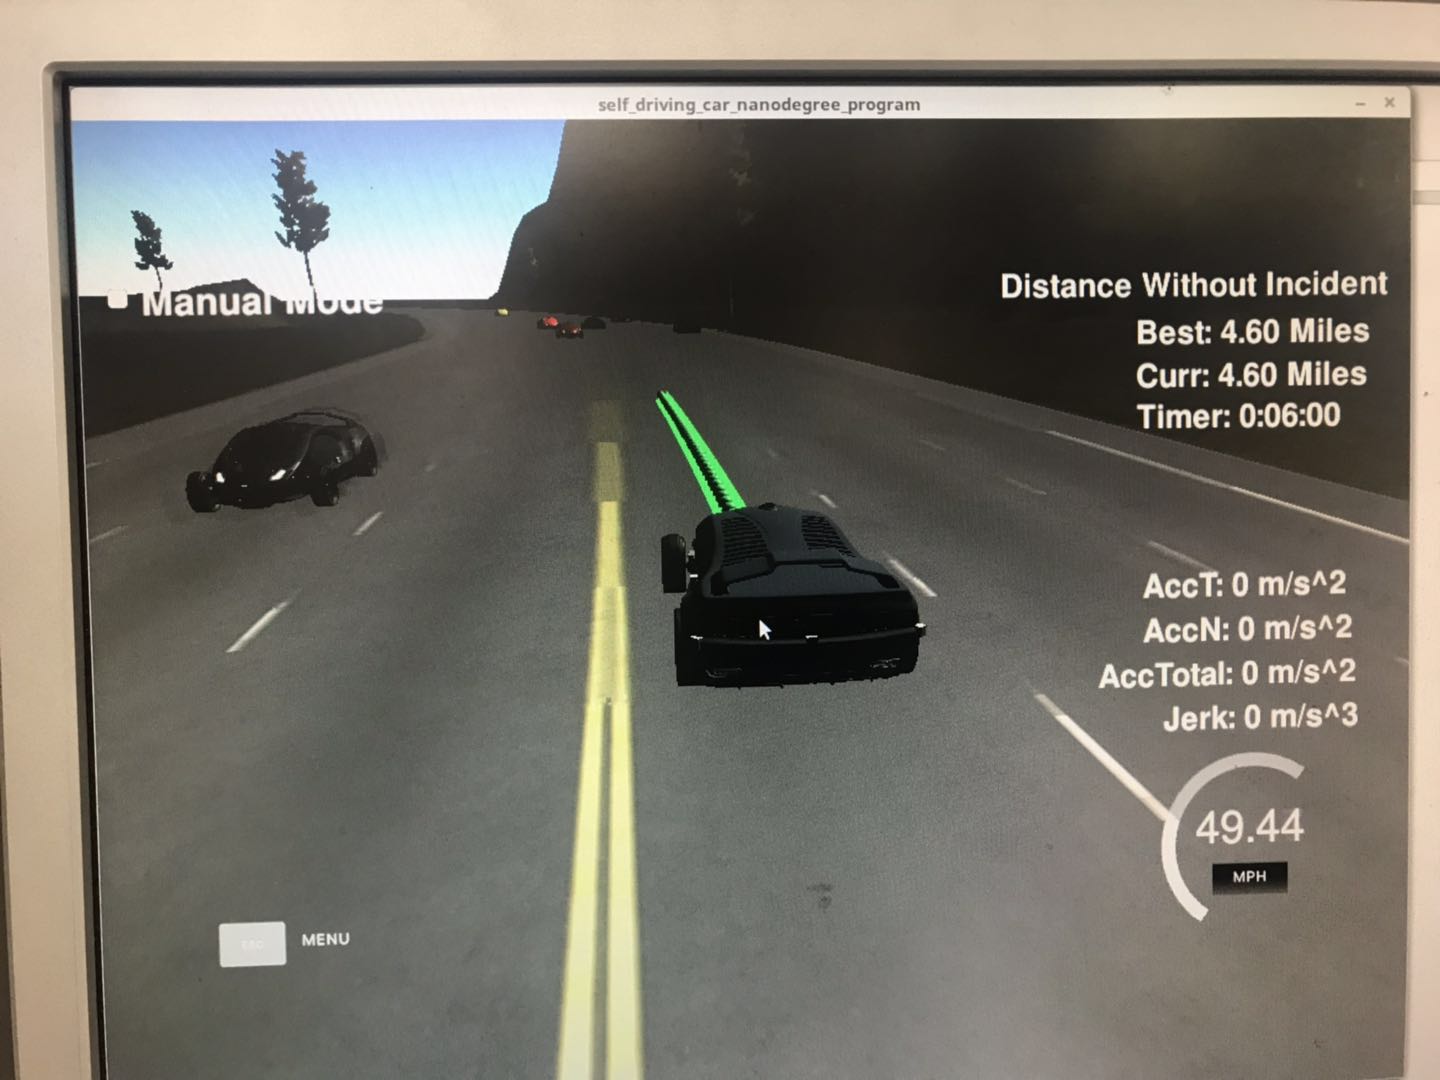 self_driving_car_nanodegree_program
Manual Mode
Distance Without Incident
Best: 4.60 Miles
Curr: 4.60 Miles
Timer: 0:06:00
AccT: 0 m/s^2
AccN: 0 m/s^2
AccTotal: 0 m/s^2
Jerk: 0 m/s^3
49.44
MPH
ESC MENU